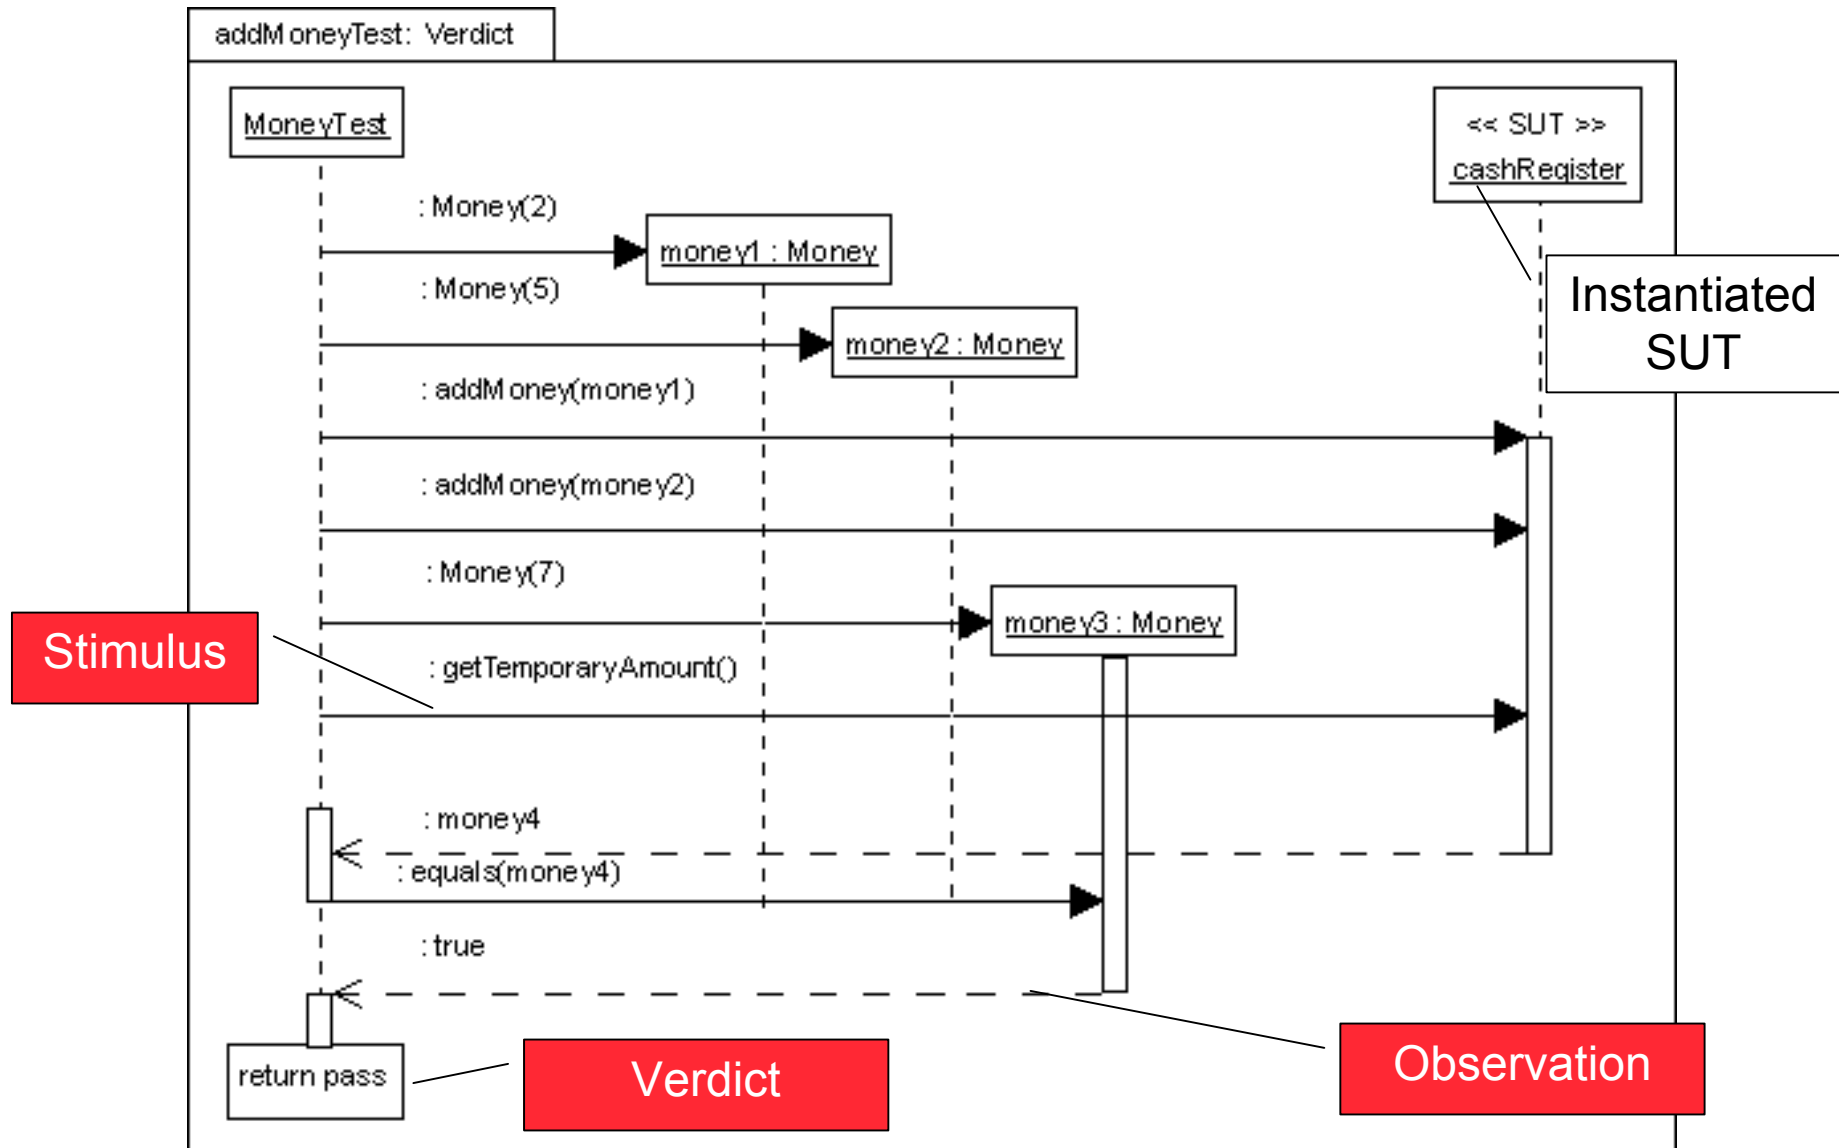 addMoneyTest: Verdict
MoneyTest
<< SUT >>
cashRegister
: Money(2)
money1 : Money
Instantiated
SUT
: Money(5)
money2 : Money
: addMoney(money1)
: addMoney(money2)
: Money(7)
money3 : Money
Stimulus
: getTemporaryAmount()
: money4
: equals(money4)
: true
return pass
Verdict
Observation